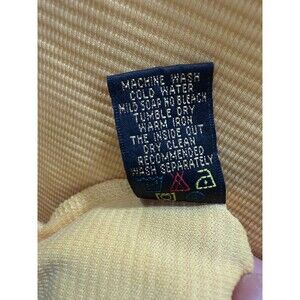 MACHINE WASH
COLD WATER
MILD SOAP NO BLEACH
TUMBLE DRY
WARM IRON
THE INSIDE OUT
DRY CLEAN
RECOMMENDED
WASH SEPARATELY